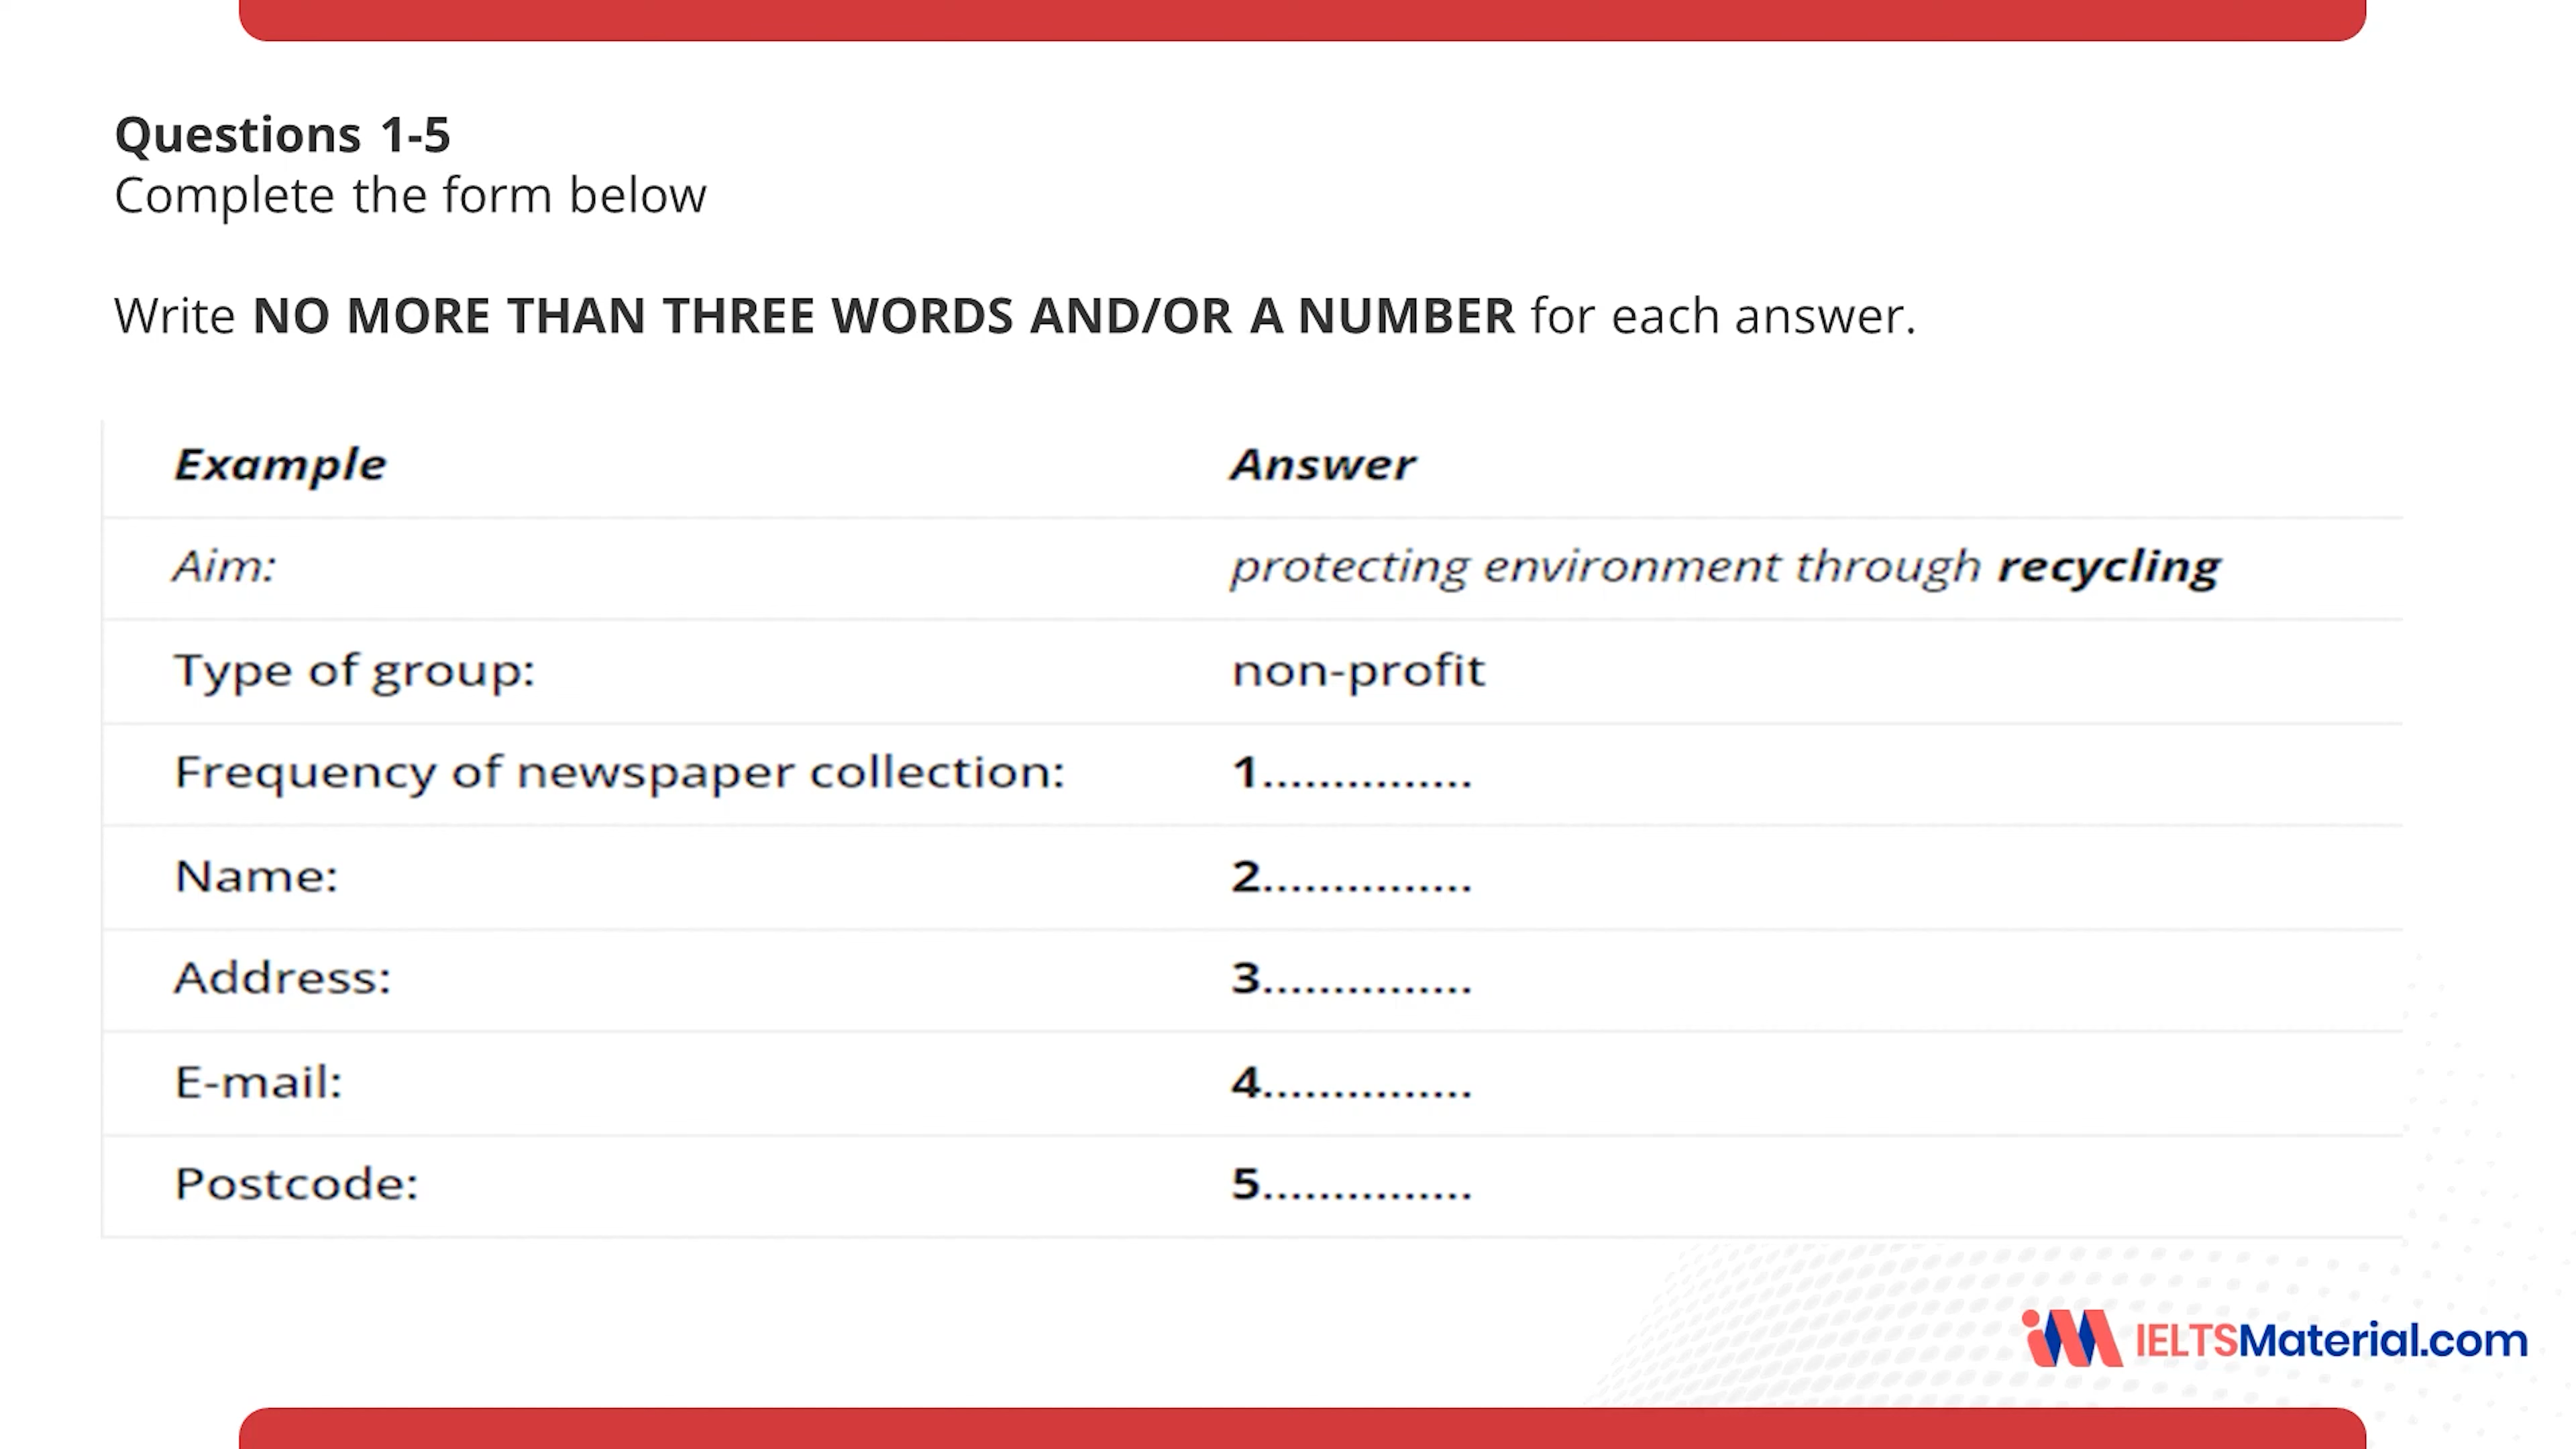 Questions 1-5
Complete the form below
Write NO MORE THAN THREE WORDS AND/OR A NUMBER for each answer.
Example Answer
Aim: protecting environment through recycling
Type of group: non-profit
Frequency of newspaper collection: 1...............
Name: 2...............
Address: 3...............
E-mail: 4...............
Postcode: 5...............
IELTSMaterial.com